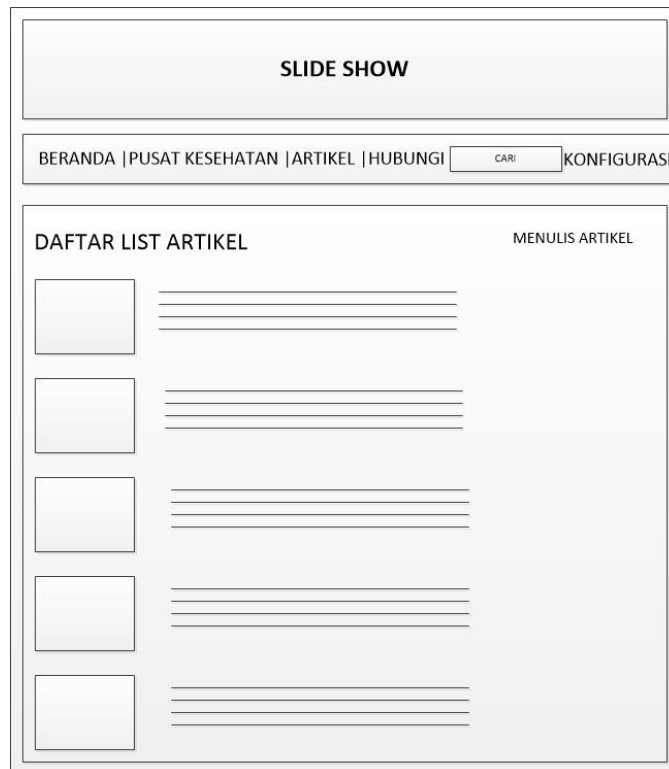 SLIDE SHOW
BERANDA |PUSAT KESEHATAN |ARTIKEL |HUBUNGI CARI KONFIGURASI
DAFTAR LIST ARTIKEL MENULIS ARTIKEL